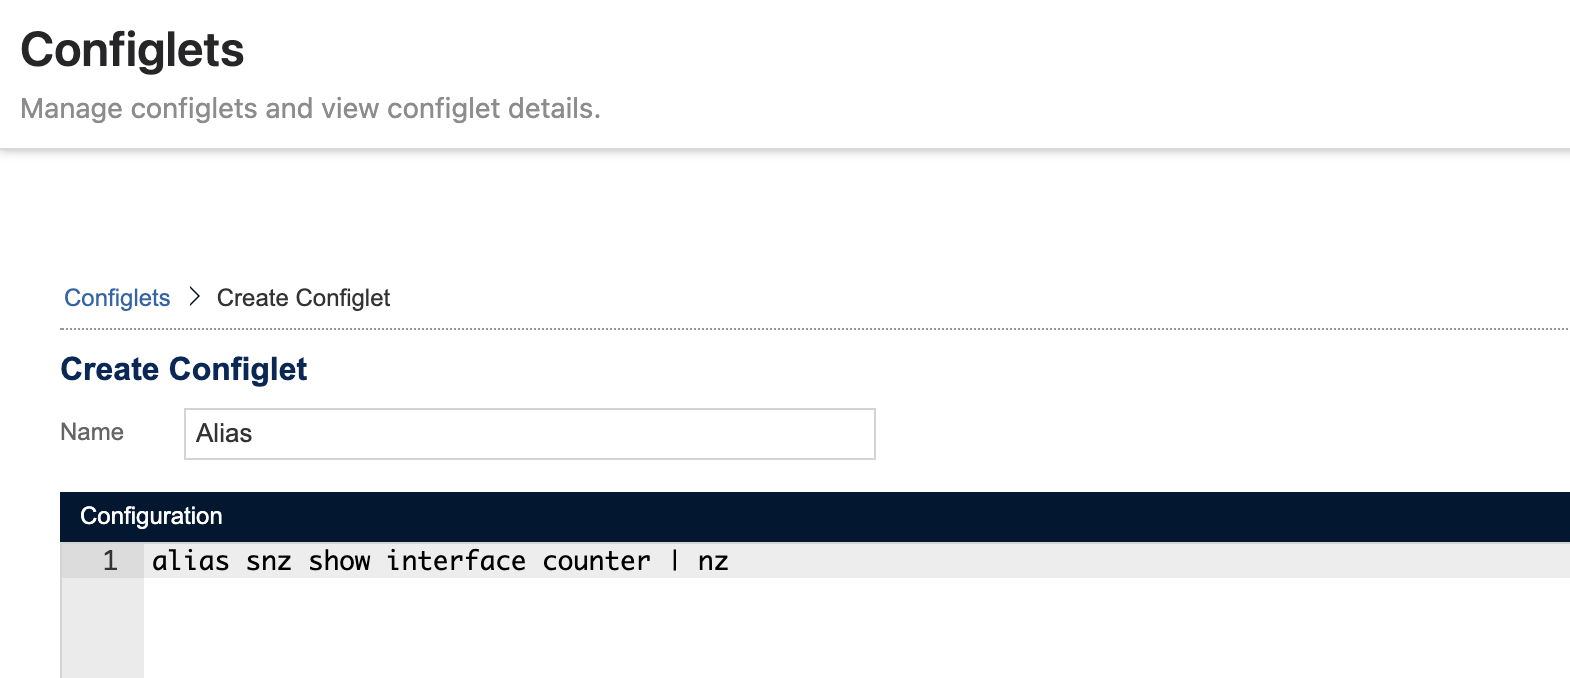 Configlets
Manage configlets and view configlet details.
Configlets > Create Configlet
Create Configlet
Name Alias
Configuration
1 alias snz show interface counter | nz